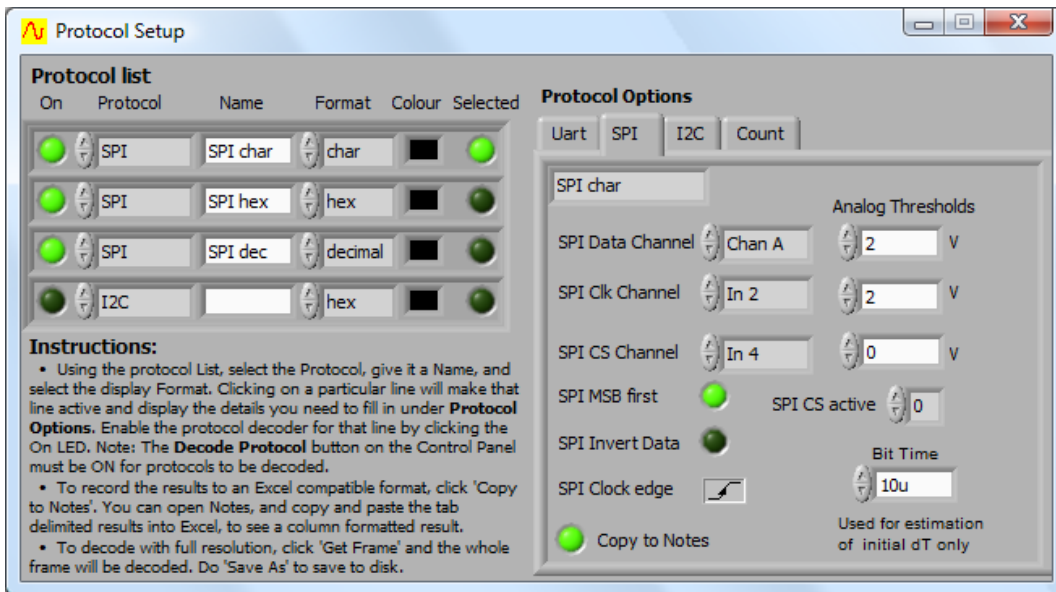 Protocol Setup
Protocol list
On Protocol Name Format Colour Selected
SPI SPI char char
SPI SPI hex hex
SPI SPI dec decimal
I2C hex
Instructions:
• Using the protocol List, select the Protocol, give it a Name, and
select the display Format. Clicking on a particular line will make that
line active and display the details you need to fill in under Protocol
Options. Enable the protocol decoder for that line by clicking the
On LED. Note: The Decode Protocol button on the Control Panel
must be ON for protocols to be decoded.
• To record the results to an Excel compatible format, click 'Copy
to Notes'. You can open Notes, and copy and paste the tab
delimited results into Excel, to see a column formatted result.
• To decode with full resolution, click 'Get Frame' and the whole
frame will be decoded. Do 'Save As' to save to disk.
Protocol Options
Uart SPI I2C Count
SPI char
Analog Thresholds
SPI Data Channel Chan A 2 V
SPI Clk Channel In 2 2 V
SPI CS Channel In 4 0 V
SPI MSB first SPI CS active 0
SPI Invert Data
Bit Time
SPI Clock edge 10u
Used for estimation
of initial dT only
Copy to Notes